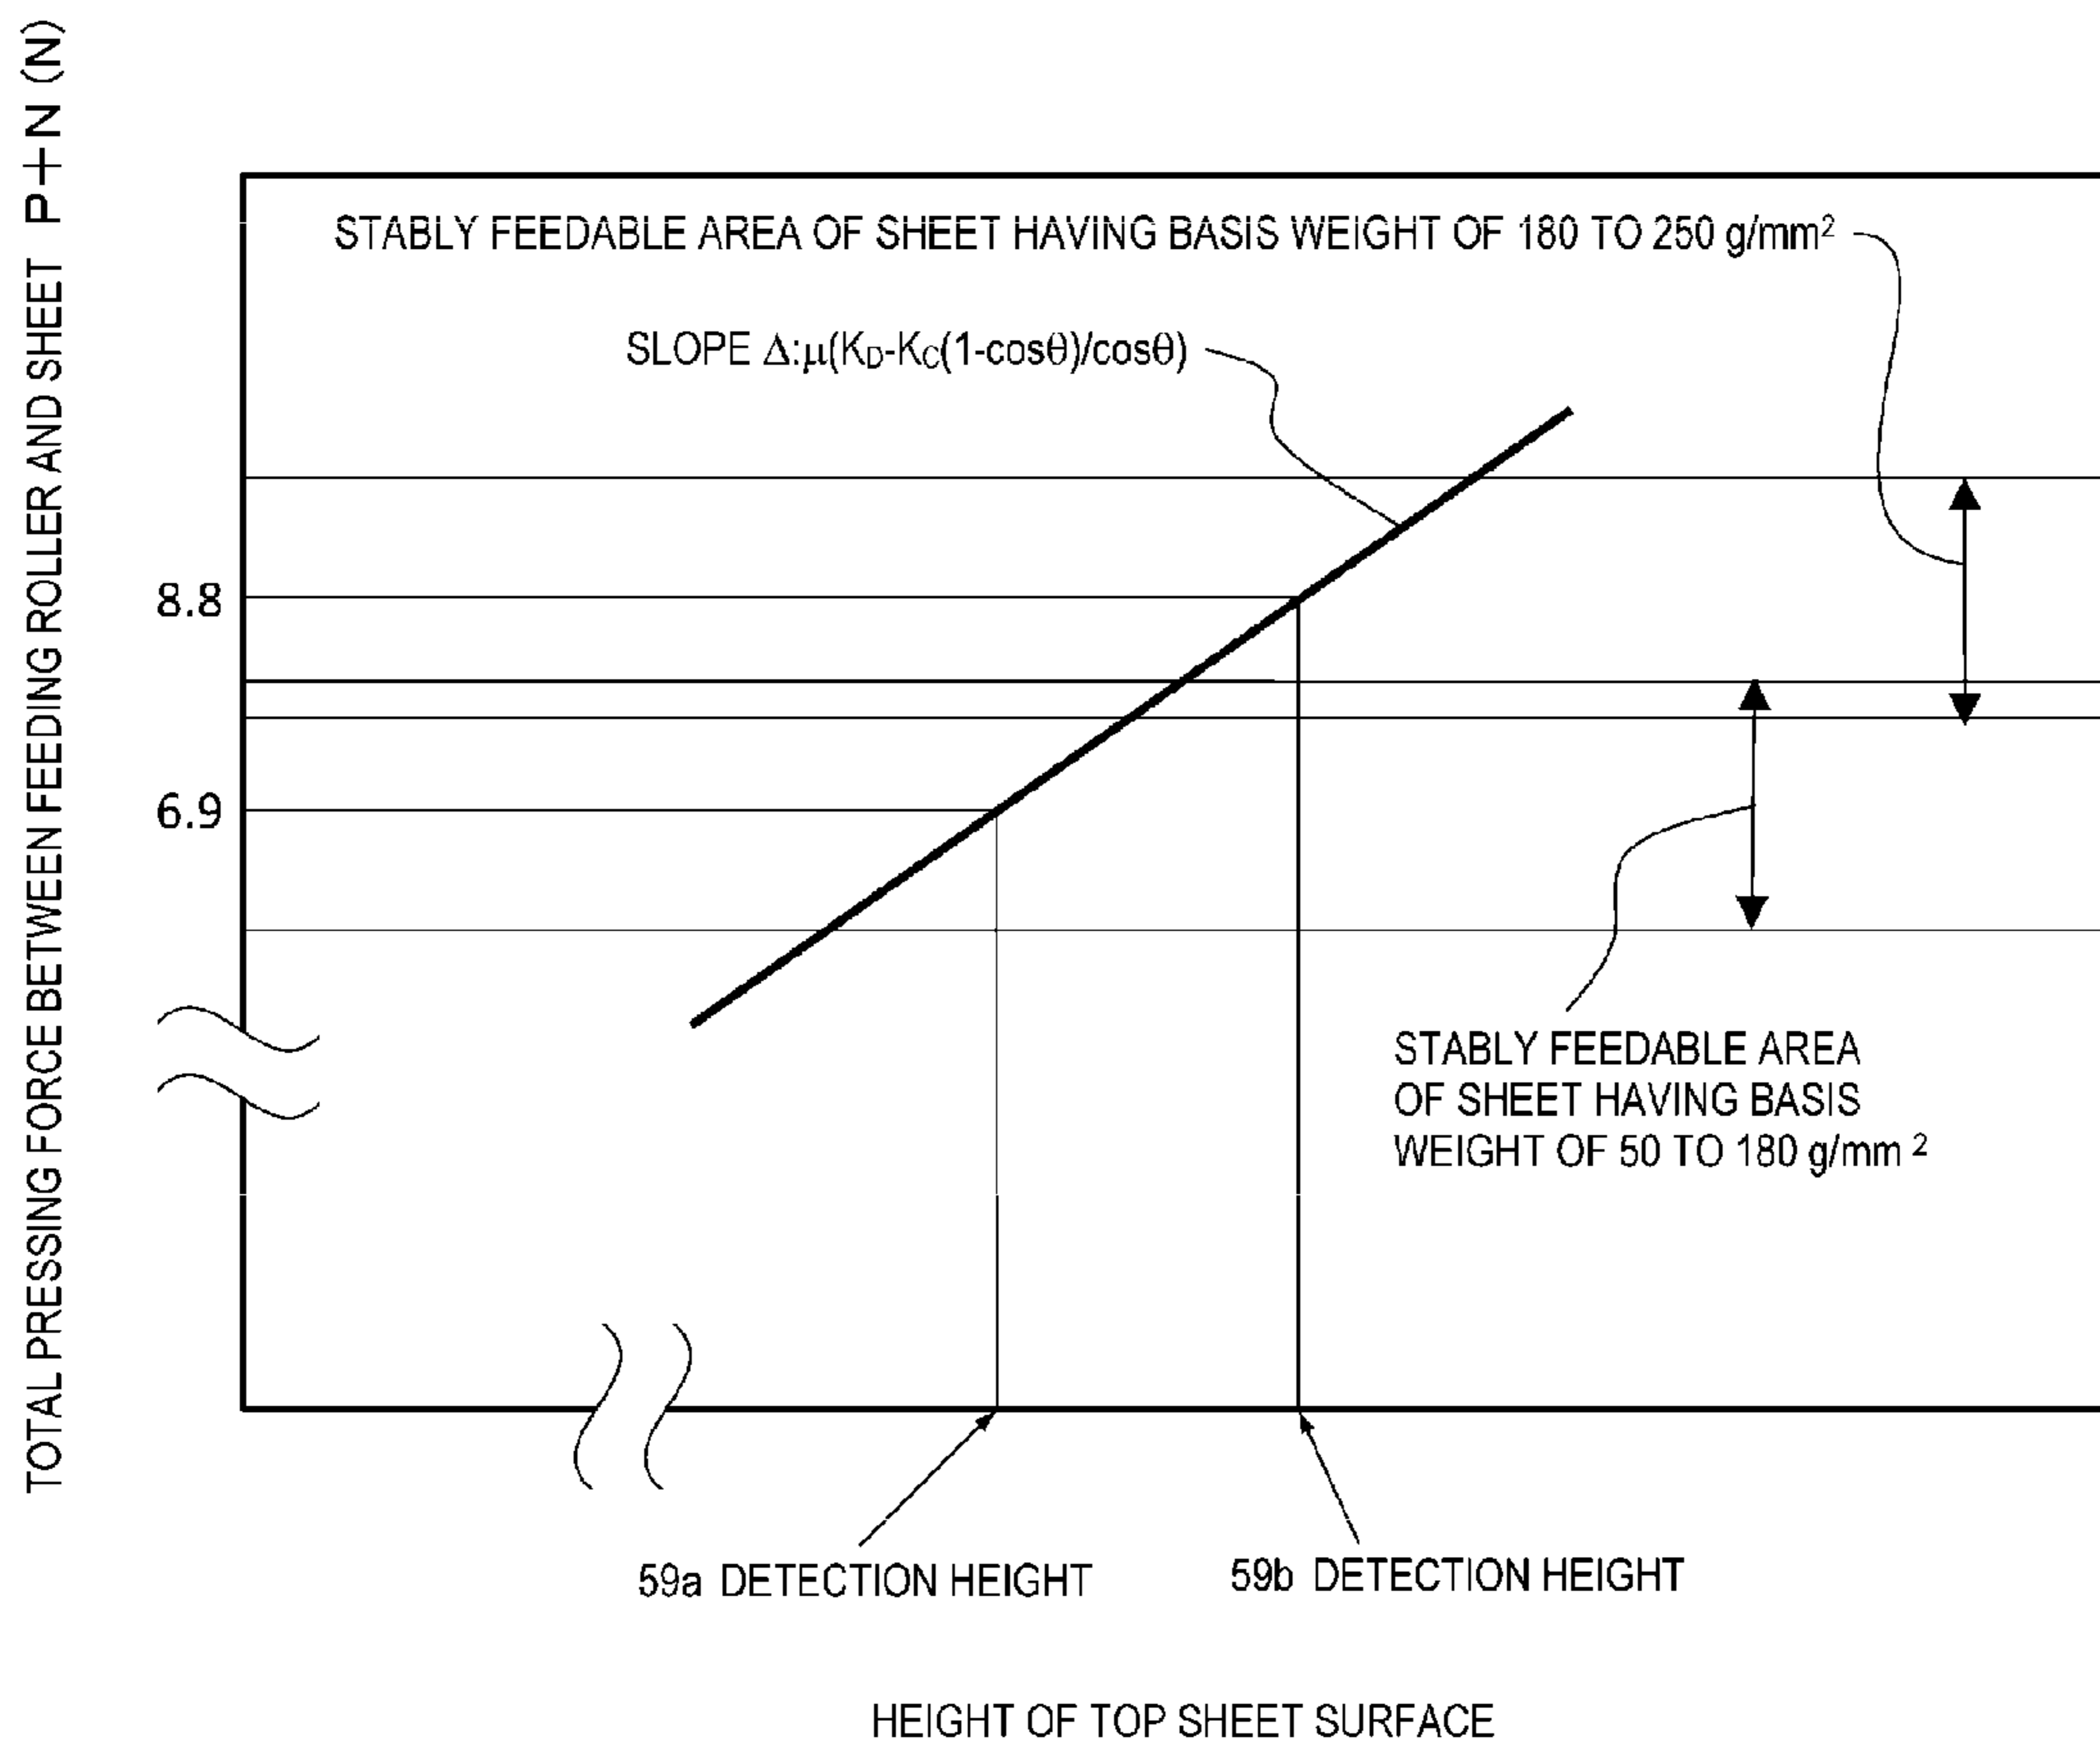 TOTAL PRESSING FORCE BETWEEN FEEDING ROLLER AND SHEET P+N (N)
STABLY FEEDABLE AREA OF SHEET HAVING BASIS WEIGHT OF 180 TO 250 g/mm²
SLOPE Δ:μ(K_D-K_C(1-cosθ)/cosθ)
8.8
6.9
STABLY FEEDABLE AREA
OF SHEET HAVING BASIS
WEIGHT OF 50 TO 180 g/mm ²
59a DETECTION HEIGHT
59b DETECTION HEIGHT
HEIGHT OF TOP SHEET SURFACE